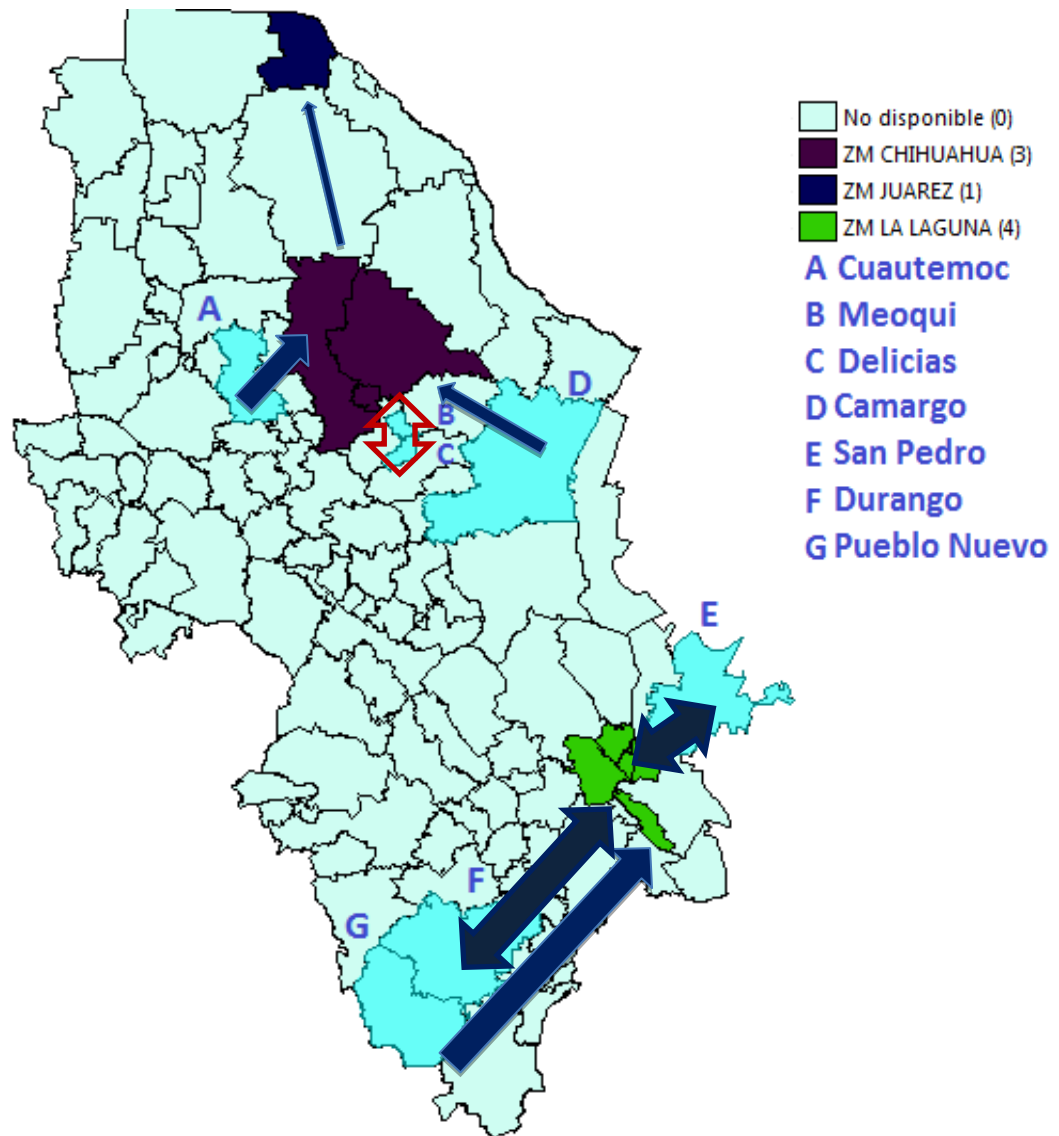 No disponible (0)
ZM CHIHUAHUA (3)
ZM JUAREZ (1)
ZM LA LAGUNA (4)
A Cuautemoc
B Meoqui
C Delicias
D Camargo
E San Pedro
F Durango
G Pueblo Nuevo
A
D
B
C
E
F
G